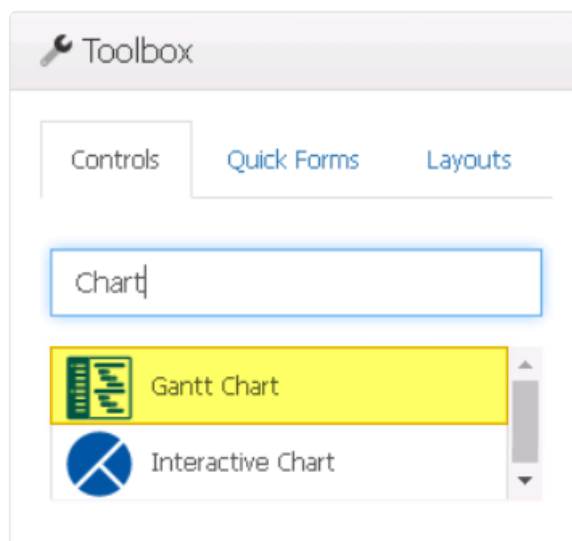 Toolbox
Controls Quick Forms Layouts
Chart
Gantt Chart
Interactive Chart